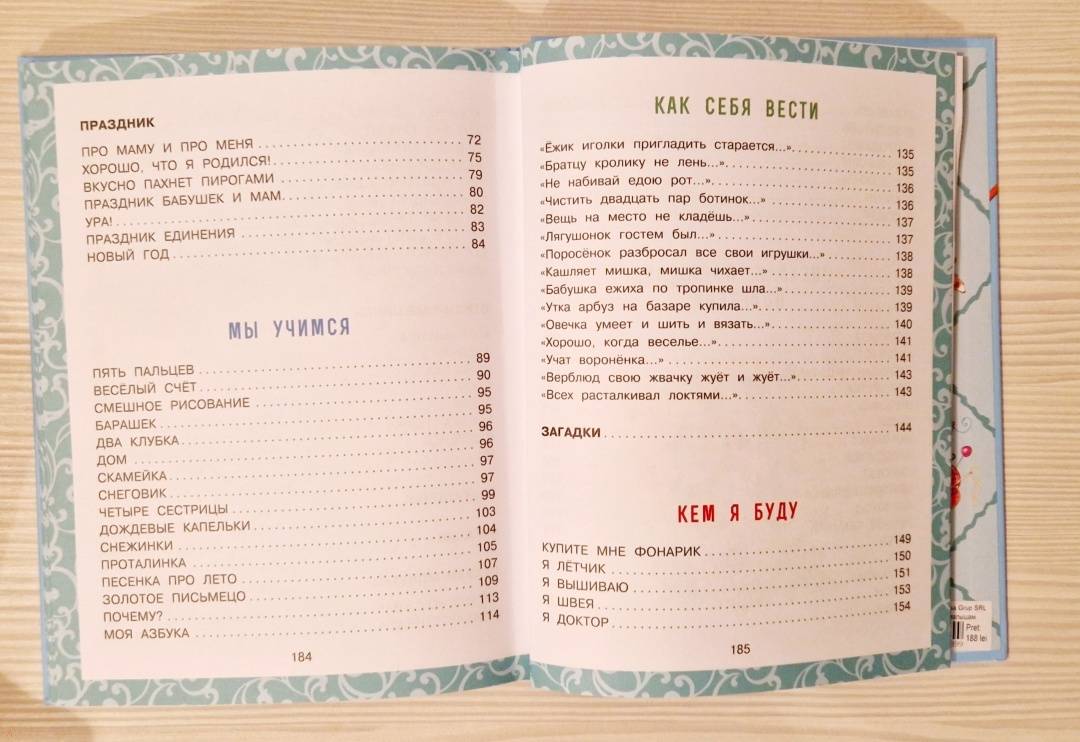 ПРАЗДНИК
ПРО МАМУ И ПРО МЕНЯ 72
ХОРОШО, ЧТО Я РОДИЛСЯ! 75
ВКУСНО ПАХНЕТ ПИРОГАМИ 79
ПРАЗДНИК БАБУШЕК И МАМ 80
УРА! 82
ПРАЗДНИК ЕДИНЕНИЯ 83
НОВЫЙ ГОД 84
МЫ УЧИМСЯ
ПЯТЬ ПАЛЬЦЕВ 89
ВЕСЁЛЫЙ СЧЁТ 90
СМЕШНОЕ РИСОВАНИЕ 95
БАРАШЕК 95
ДВА КЛУБКА 96
ДОМ 96
СКАМЕЙКА 97
СНЕГОВИК 97
ЧЕТЫРЕ СЕСТРИЦЫ 99
ДОЖДЕВЫЕ КАПЕЛЬКИ 103
СНЕЖИНКИ 104
ПРОТАЛИНКА 105
ПЕСЕНКА ПРО ЛЕТО 107
ЗОЛОТОЕ ПИСЬМЕЦО 109
ПОЧЕМУ? 113
МОЯ АЗБУКА 114
184
КАК СЕБЯ ВЕСТИ
«Ёжик иголки пригладить старается...» 135
«Братцу кролику не лень...» 135
«Не набивай едою рот...» 136
«Чистить двадцать пар ботинок...» 136
«Вещь на место не кладёшь...» 137
«Лягушонок гостем был...» 137
«Поросёнок разбросал все свои игрушки...» 138
«Кашляет мишка, мишка чихает...» 138
«Бабушка ежиха по тропинке шла...» 139
«Утка арбуз на базаре купила...» 139
«Овечка умеет и шить и вязать...» 140
«Хорошо, когда веселье...» 141
«Учат воронёнка...» 141
«Верблюд свою жвачку жуёт и жуёт...» 143
«Всех расталкивал локтями...» 143
ЗАГАДКИ 144
КЕМ Я БУДУ
КУПИТЕ МНЕ ФОНАРИК 149
Я ЛЁТЧИК 150
Я ВЫШИВАЮ 151
Я ШВЕЯ 153
Я ДОКТОР 154
185
Grup SRL
Pret:
188 lei